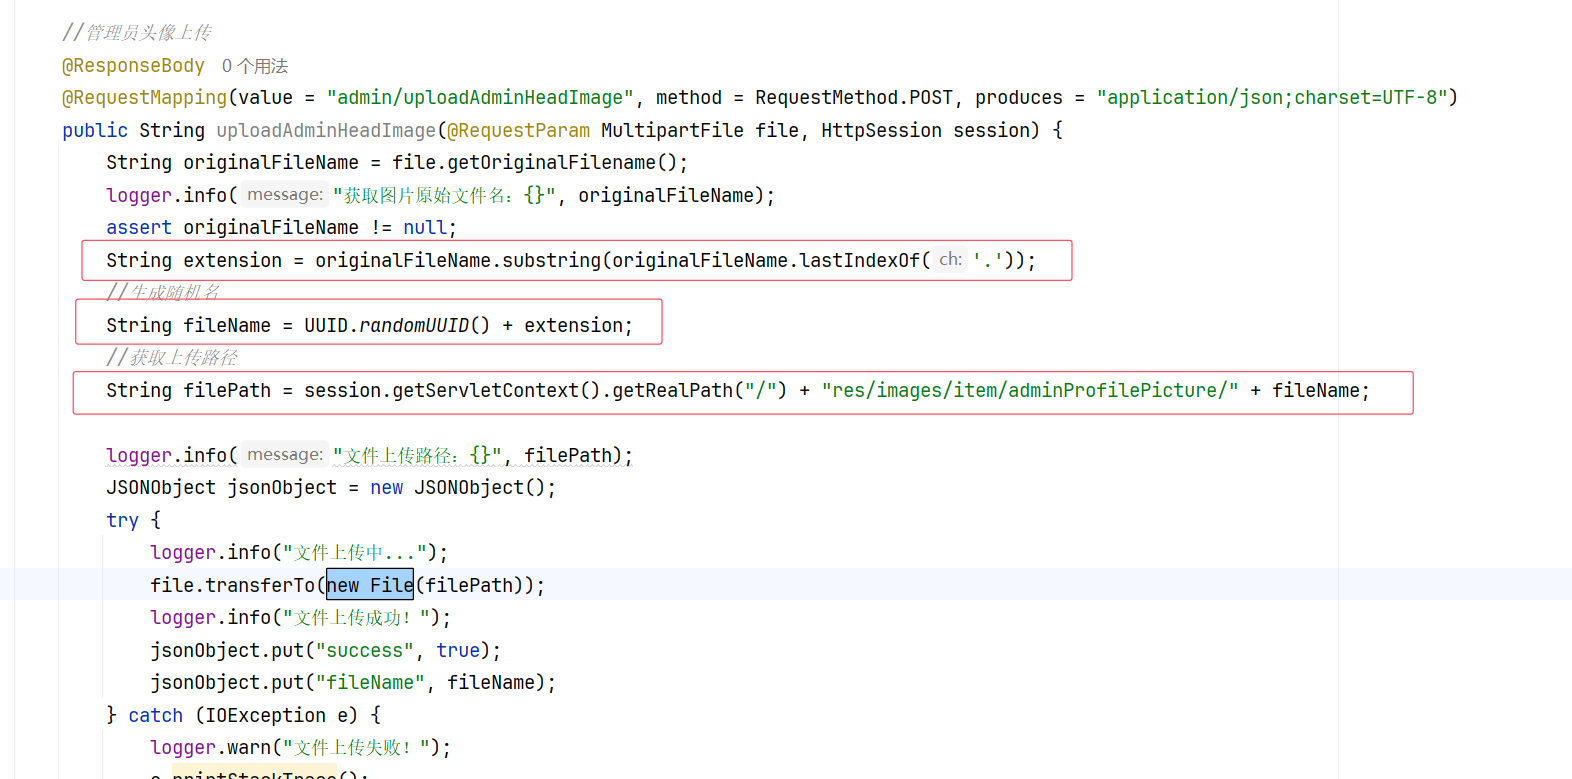 //管理员头像上传
@ResponseBody 0 个用法
@RequestMapping(value = "admin/uploadAdminHeadImage", method = RequestMethod.POST, produces = "application/json;charset=UTF-8")
public String uploadAdminHeadImage(@RequestParam MultipartFile file, HttpSession session) {
String originalFileName = file.getOriginalFilename();
logger.info( message: "获取图片原始文件名：{}", originalFileName);
assert originalFileName != null;
String extension = originalFileName.substring(originalFileName.lastIndexOf( ch: '.'));
//生成随机名
String fileName = UUID.randomUUID() + extension;
//获取上传路径
String filePath = session.getServletContext().getRealPath("/") + "res/images/item/adminProfilePicture/" + fileName;
logger.info( message: "文件上传路径：{}", filePath);
JSONObject jsonObject = new JSONObject();
try {
logger.info("文件上传中...");
file.transferTo(new File(filePath));
logger.info("文件上传成功！");
jsonObject.put("success", true);
jsonObject.put("fileName", fileName);
} catch (IOException e) {
logger.warn("文件上传失败！");
e.printStackTrace();